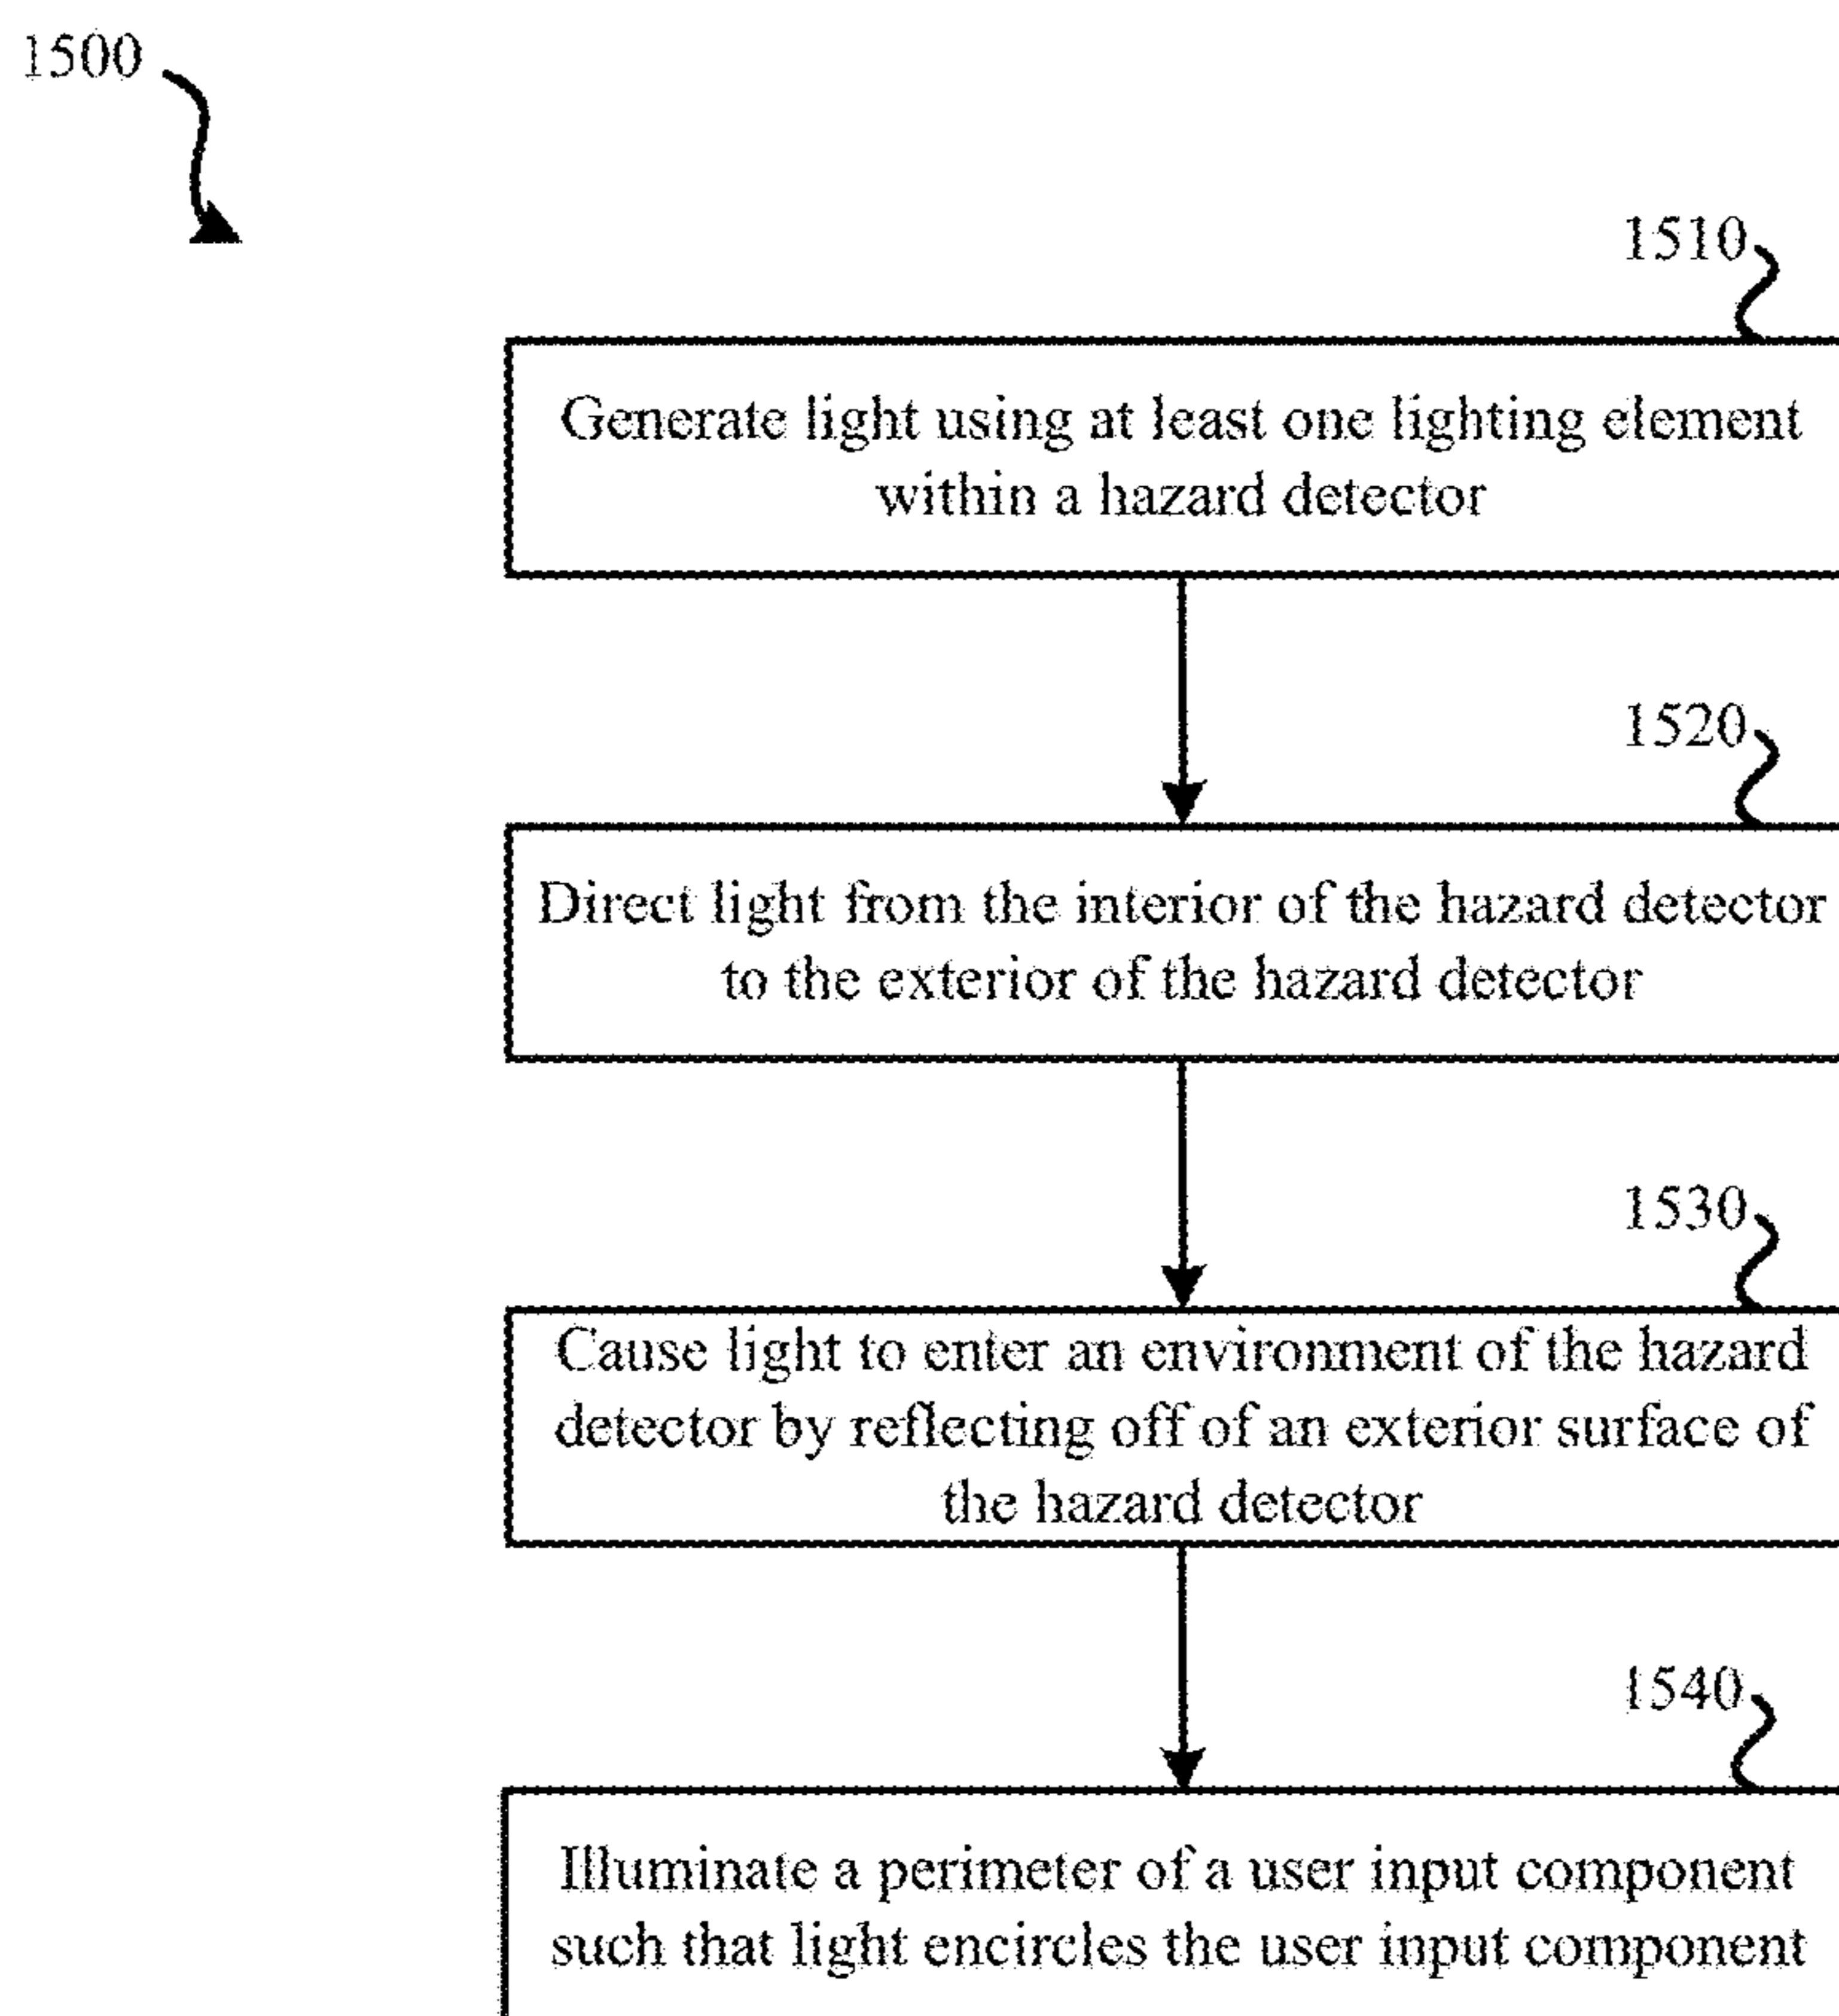 1500
1510
Generate light using at least one lighting element
within a hazard detector
1520
Direct light from the interior of the hazard detector
to the exterior of the hazard detector
1530
Cause light to enter an environment of the hazard
detector by reflecting off of an exterior surface of
the hazard detector
1540
Illuminate a perimeter of a user input component
such that light encircles the user input component